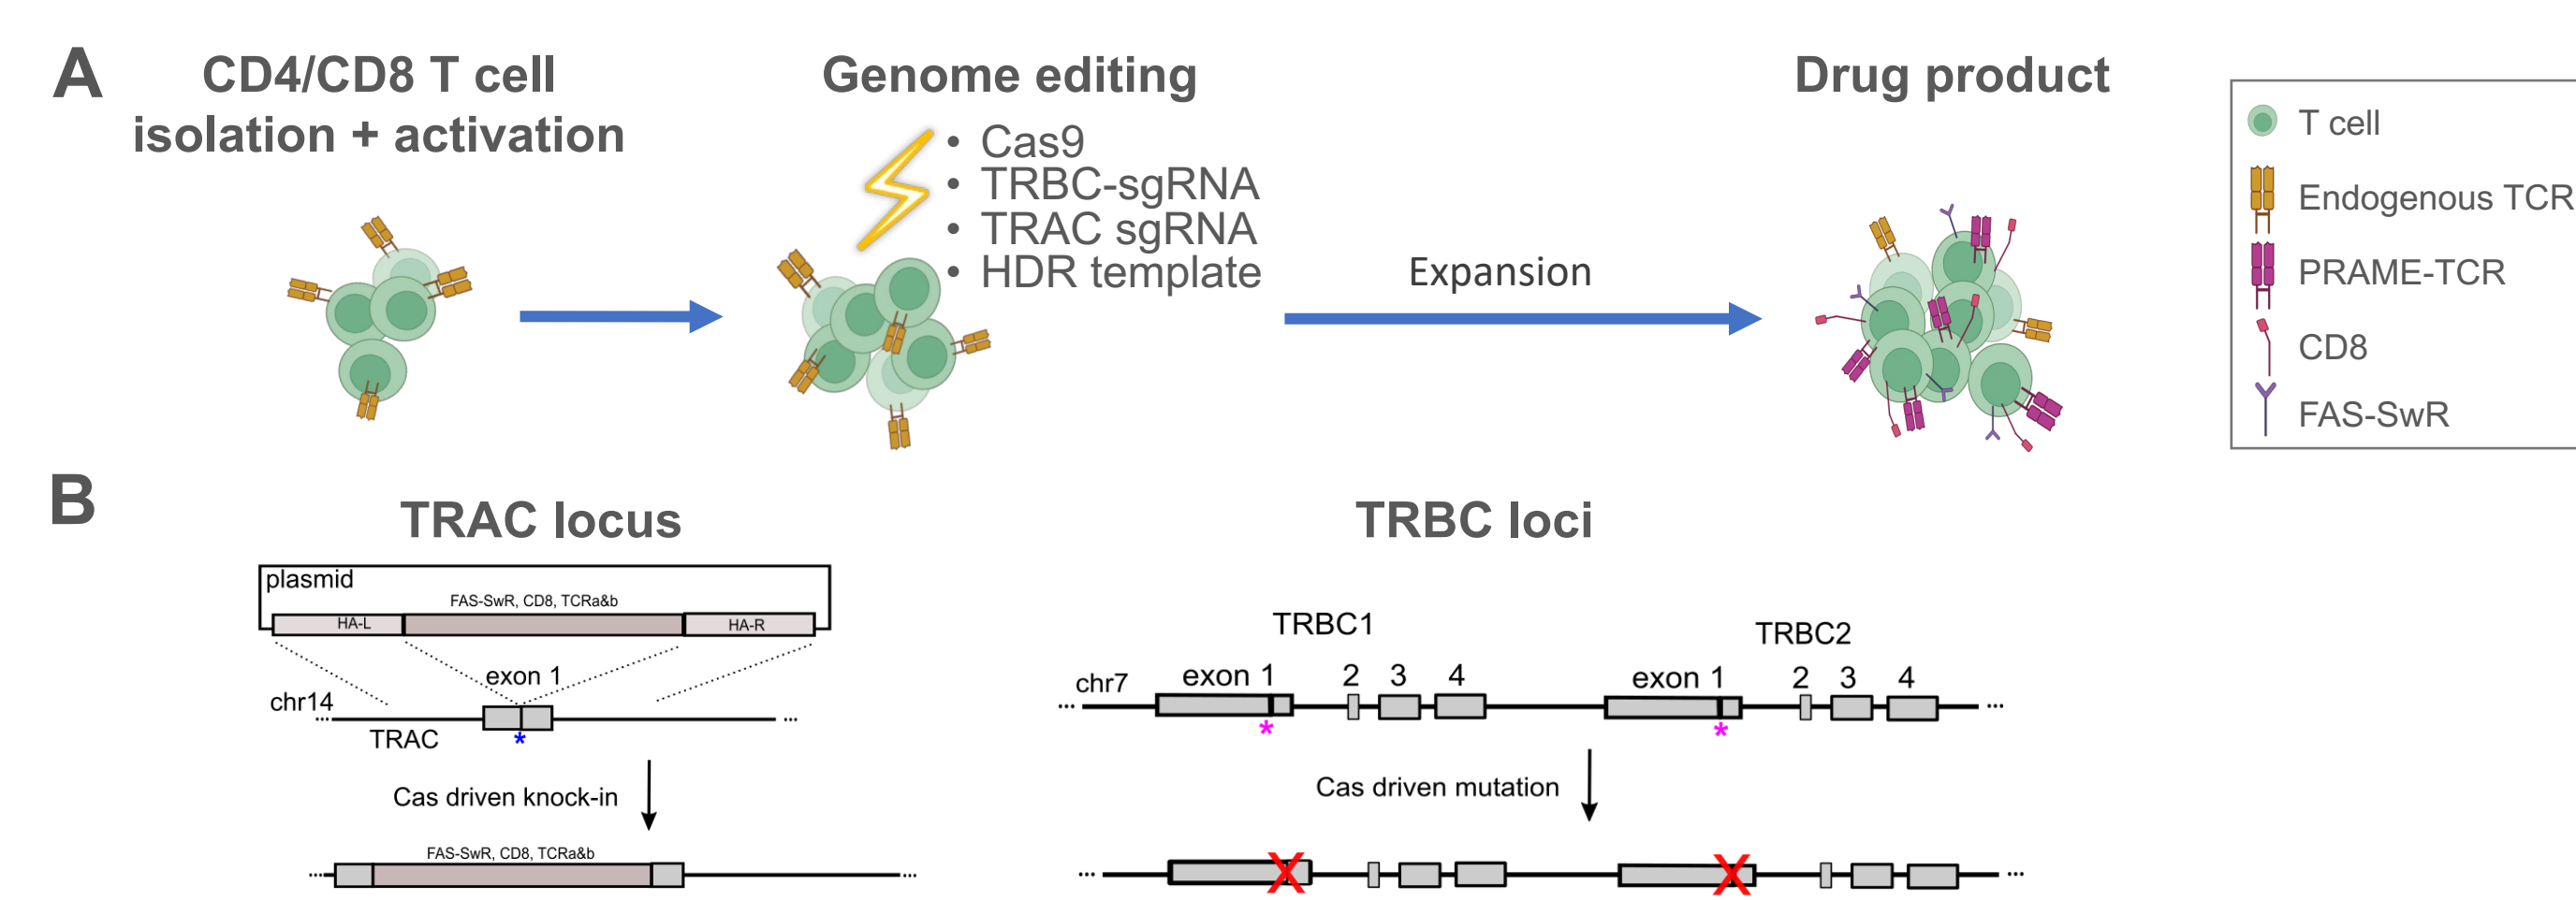 A
CD4/CD8 T cell
isolation + activation
Genome editing
• Cas9
• TRBC-sgRNA
• TRAC sgRNA
• HDR template
Expansion
Drug product
T cell
Endogenous TCR
PRAME-TCR
CD8
FAS-SwR
B
TRAC locus
plasmid
FAS-SwR, CD8, TCRa&b
HA-L
HA-R
exon 1
chr14
... ...
TRAC
*
Cas driven knock-in
FAS-SwR, CD8, TCRa&b
... ...
TRBC loci
TRBC1
TRBC2
chr7
exon 1 2 3 4
exon 1 2 3 4
... ...
* *
Cas driven mutation
X X
... ...